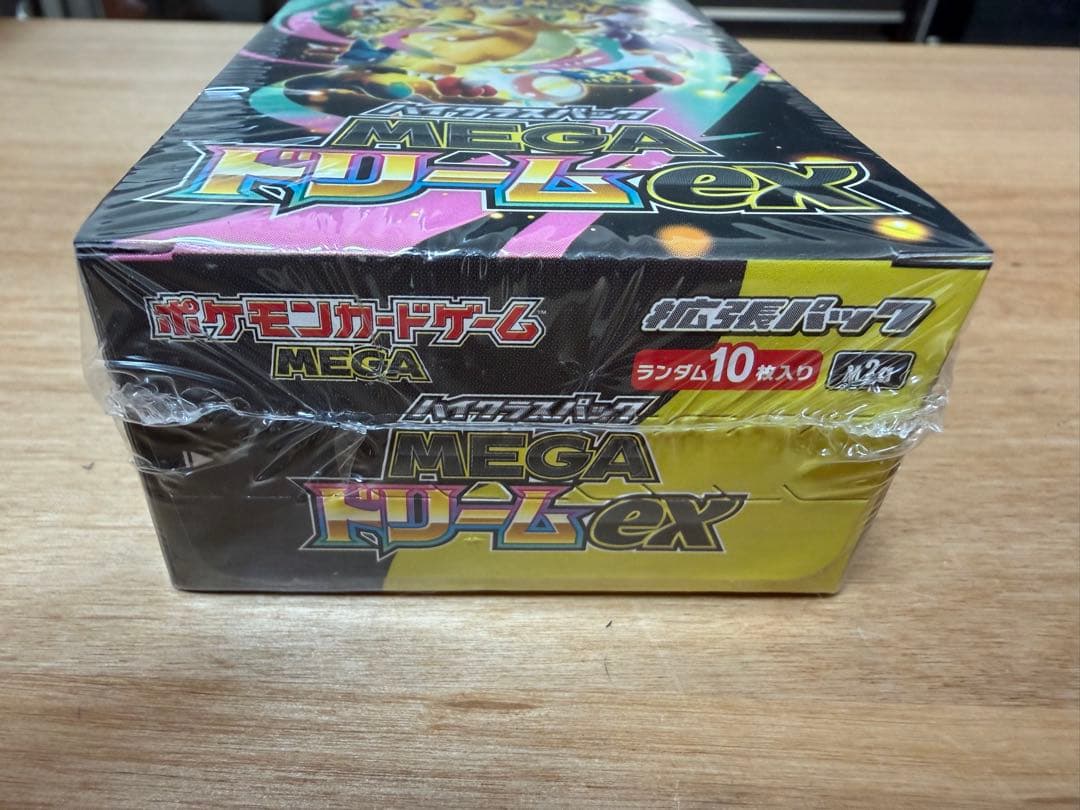 ハイクラスパック
MEGA
ドリームex
ポケモンカードゲーム™
MEGA
拡張パック
ランダム10枚入り
M2a
ハイクラスパック
MEGA
ドリームex